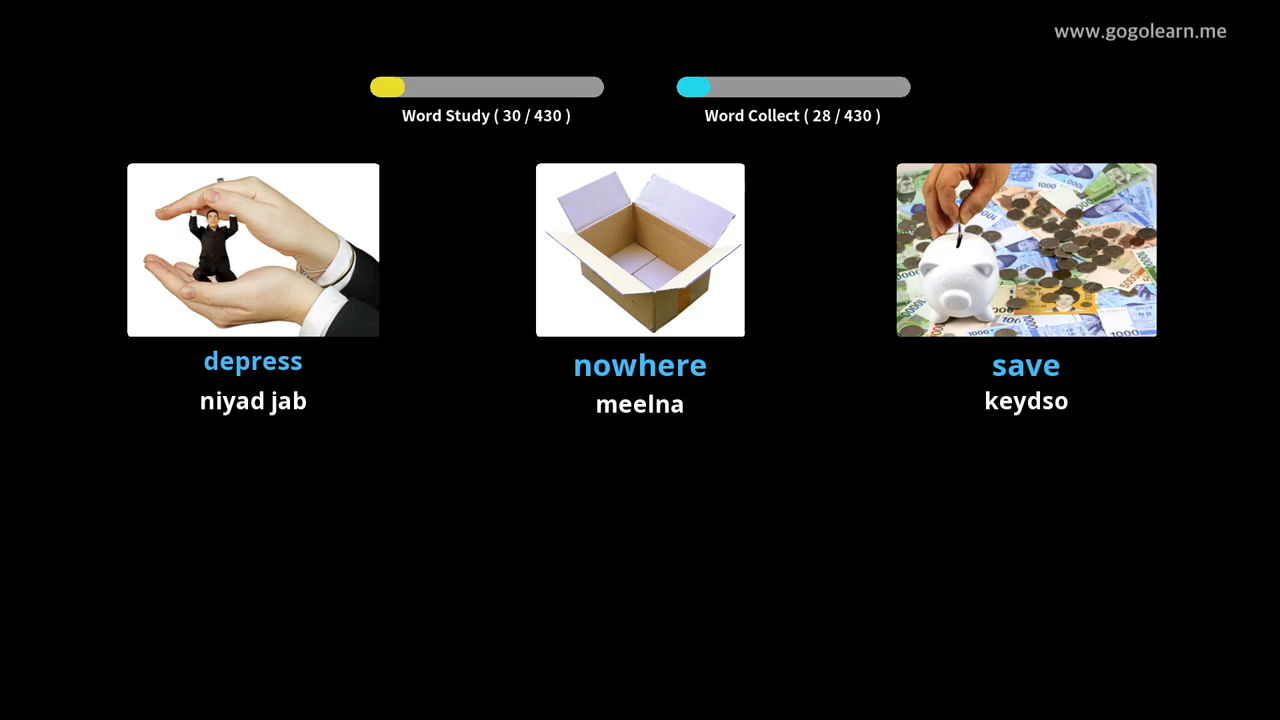 www.gogolearn.me
Word Study ( 30 / 430 )
Word Collect ( 28 / 430 )
depress
niyad jab
nowhere
meelna
save
keydso